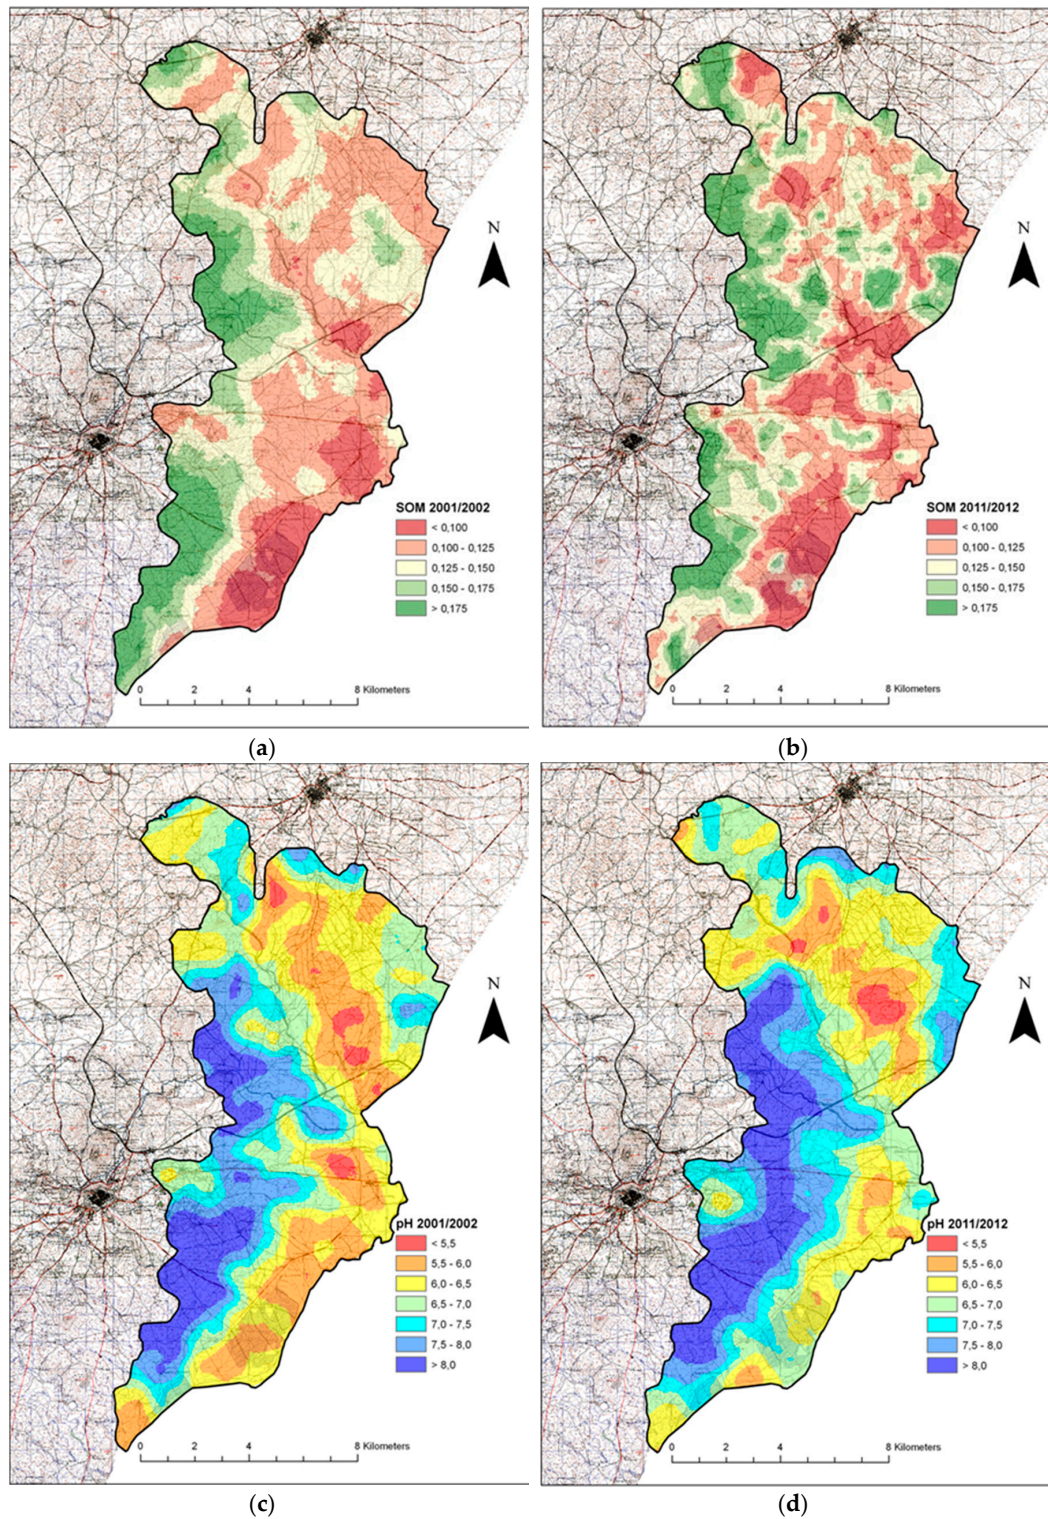 N
SOM 2001/2002
< 0,100
0,100 - 0,125
0,125 - 0,150
0,150 - 0,175
> 0,175
0 2 4 8 Kilometers
(a)
N
SOM 2011/2012
< 0,100
0,100 - 0,125
0,125 - 0,150
0,150 - 0,175
> 0,175
0 2 4 8 Kilometers
(b)
N
pH 2001/2002
< 5,5
5,5 - 6,0
6,0 - 6,5
6,5 - 7,0
7,0 - 7,5
7,5 - 8,0
> 8,0
0 2 4 8 Kilometers
(c)
N
pH 2011/2012
< 5,5
5,5 - 6,0
6,0 - 6,5
6,5 - 7,0
7,0 - 7,5
7,5 - 8,0
> 8,0
0 2 4 8 Kilometers
(d)